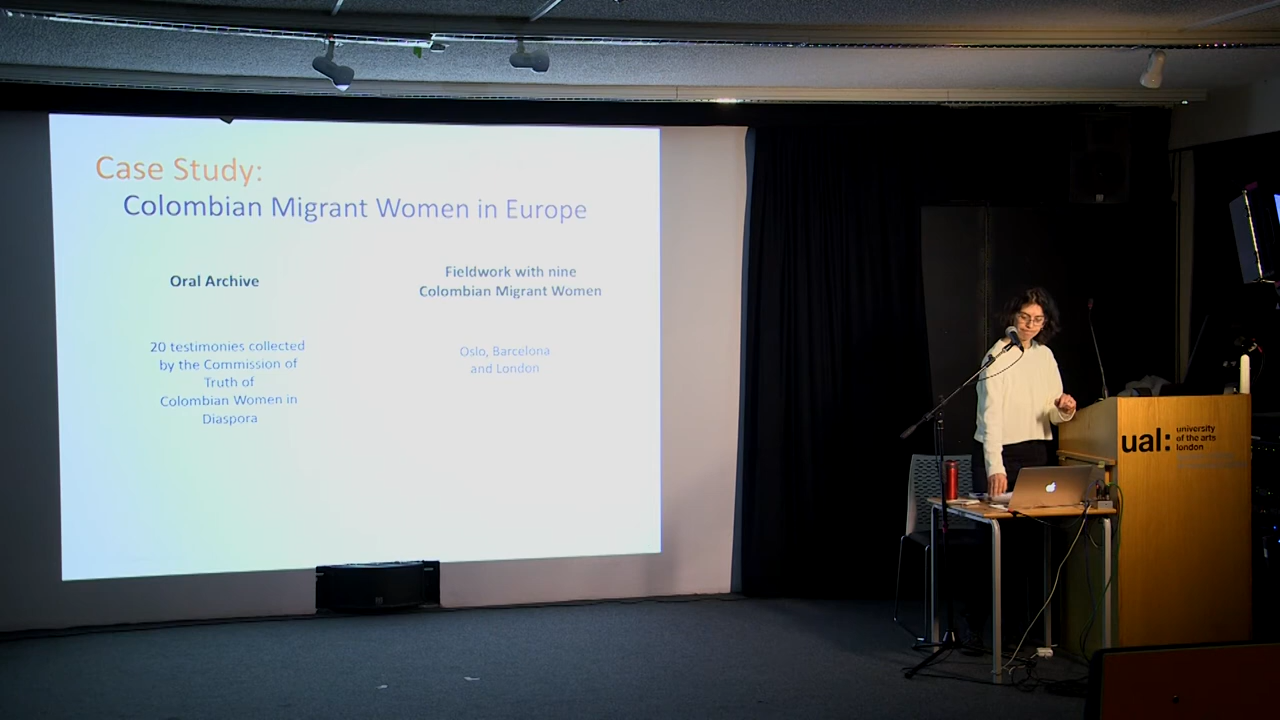 Case Study:
Colombian Migrant Women in Europe
Oral Archive
20 testimonies collected
by the Commission of
Truth of
Colombian Women in
Diaspora
Fieldwork with nine
Colombian Migrant Women
Oslo, Barcelona
and London
ual:
university
of the arts
london